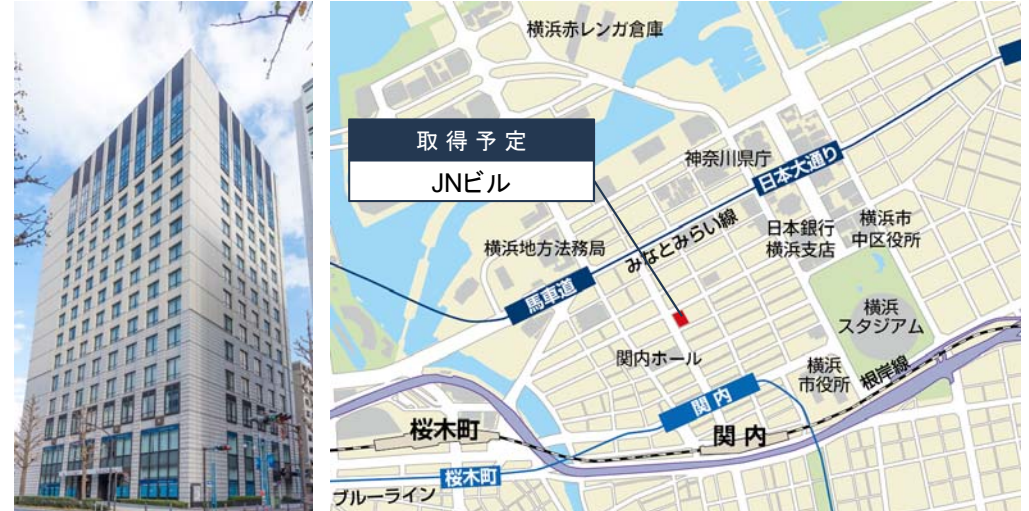 横浜赤レンガ倉庫
取得予定
JNビル
神奈川県庁
日本大通り
みなとみらい線
横浜地方法務局
馬車道
日本銀行
横浜支店
横浜市
中区役所
横浜
スタジアム
関内ホール
横浜
市役所
根岸線
関内
関内
桜木町
桜木町
ブルーライン